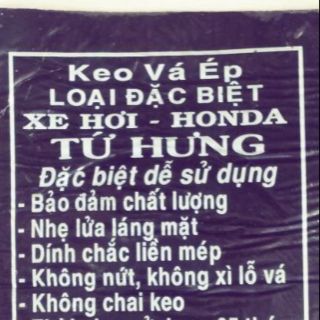 Keo Vá Ép
LOẠI ĐẶC BIỆT
XE HƠI - HONDA
TỨ HƯNG
Đặc biệt dễ sử dụng
- Bảo đảm chất lượng
- Nhẹ lửa láng mặt
- Dính chắc liền mép
- Không nứt, không xì lỗ vá
- Không chai keo